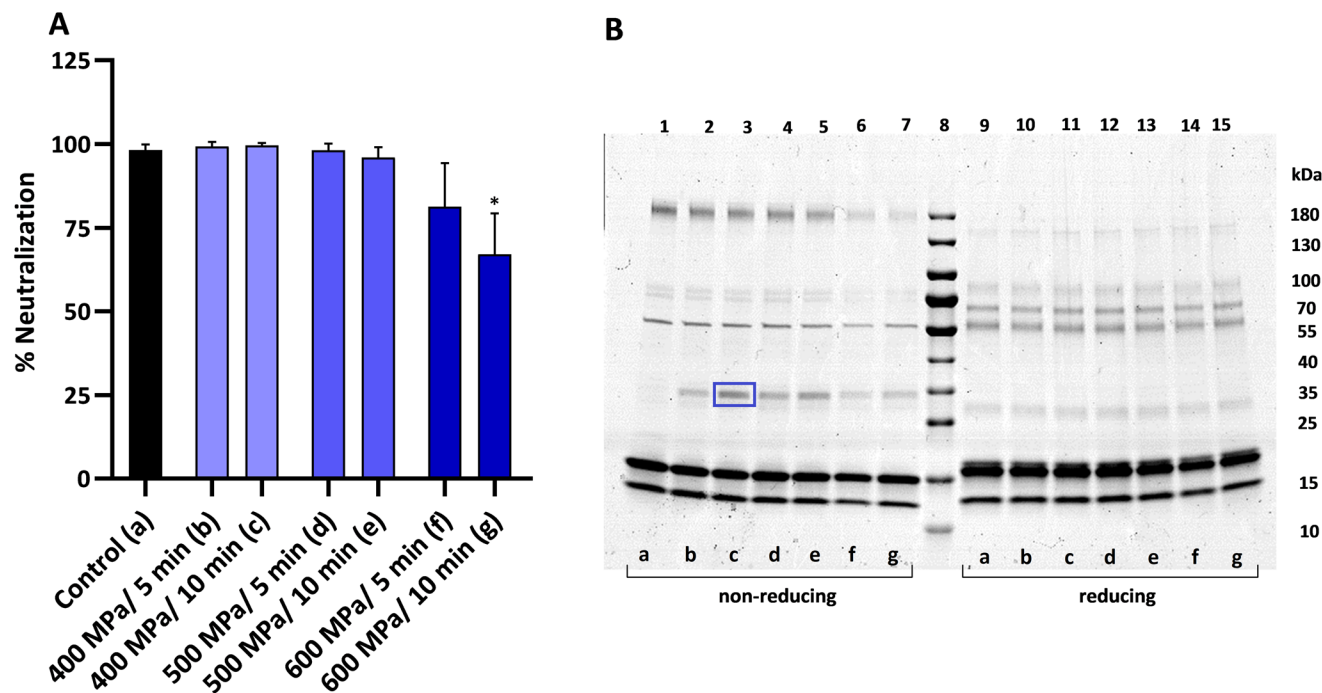 A
% Neutralization
125
100
75
50
25
0
*
Control (a)
400 MPa/ 5 min (b)
400 MPa/ 10 min (c)
500 MPa/ 5 min (d)
500 MPa/ 10 min (e)
600 MPa/ 5 min (f)
600 MPa/ 10 min (g)
B
1 2 3 4 5 6 7 8 9 10 11 12 13 14 15
kDa
180
130
100
70
55
40
35
25
15
10
a b c d e f g a b c d e f g
non-reducing reducing